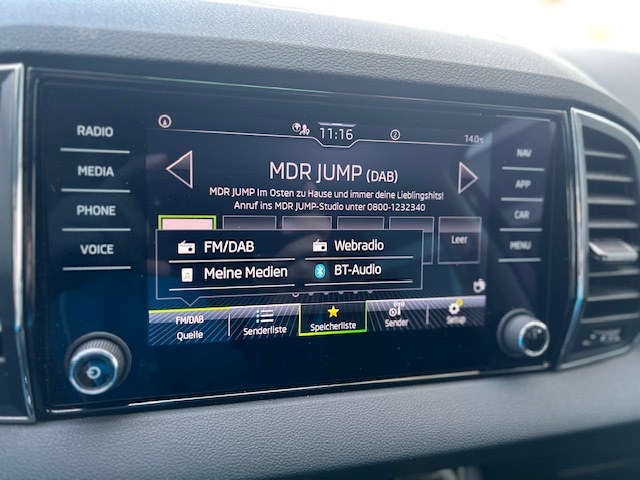 RADIO
MEDIA
PHONE
VOICE
11:16
14.0
MDR JUMP (DAB)
MDR JUMP Im Osten zu Hause und immer deine Lieblingshits!
Anruf ins MDR JUMP-Studio unter 0800-1232340
Leer
FM/DAB
Webradio
Meine Medien
BT-Audio
FM/DAB
Quelle
Senderliste
Speicherliste
Sender
Setup
NAV
APP
CAR
MENU